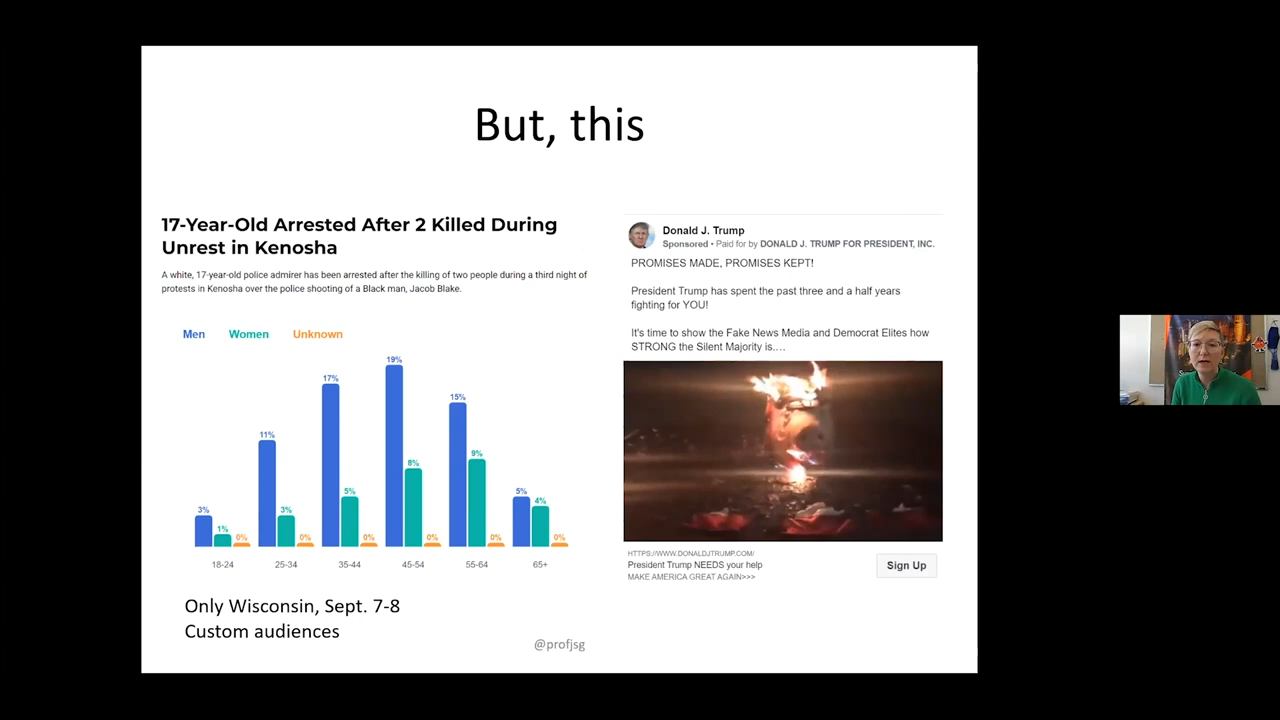 But, this
17-Year-Old Arrested After 2 Killed During
Unrest in Kenosha
A white, 17-year-old police admirer has been arrested after the killing of two people during a third night of
protests in Kenosha over the police shooting of a Black man, Jacob Blake.
Men Women Unknown
3% 1% 0% 11% 3% 0% 17% 5% 0% 19% 8% 0% 15% 9% 0% 5% 4% 0%
18-24 25-34 35-44 45-54 55-64 65+
Only Wisconsin, Sept. 7-8
Custom audiences
Donald J. Trump
Sponsored • Paid for by DONALD J. TRUMP FOR PRESIDENT, INC.
PROMISES MADE, PROMISES KEPT!
President Trump has spent the past three and a half years
fighting for YOU!
It's time to show the Fake News Media and Democrat Elites how
STRONG the Silent Majority is....
HTTPS://WWW.DONALDJTRUMP.COM/
President Trump NEEDS your help
MAKE AMERICA GREAT AGAIN>>>
Sign Up
@profjsg